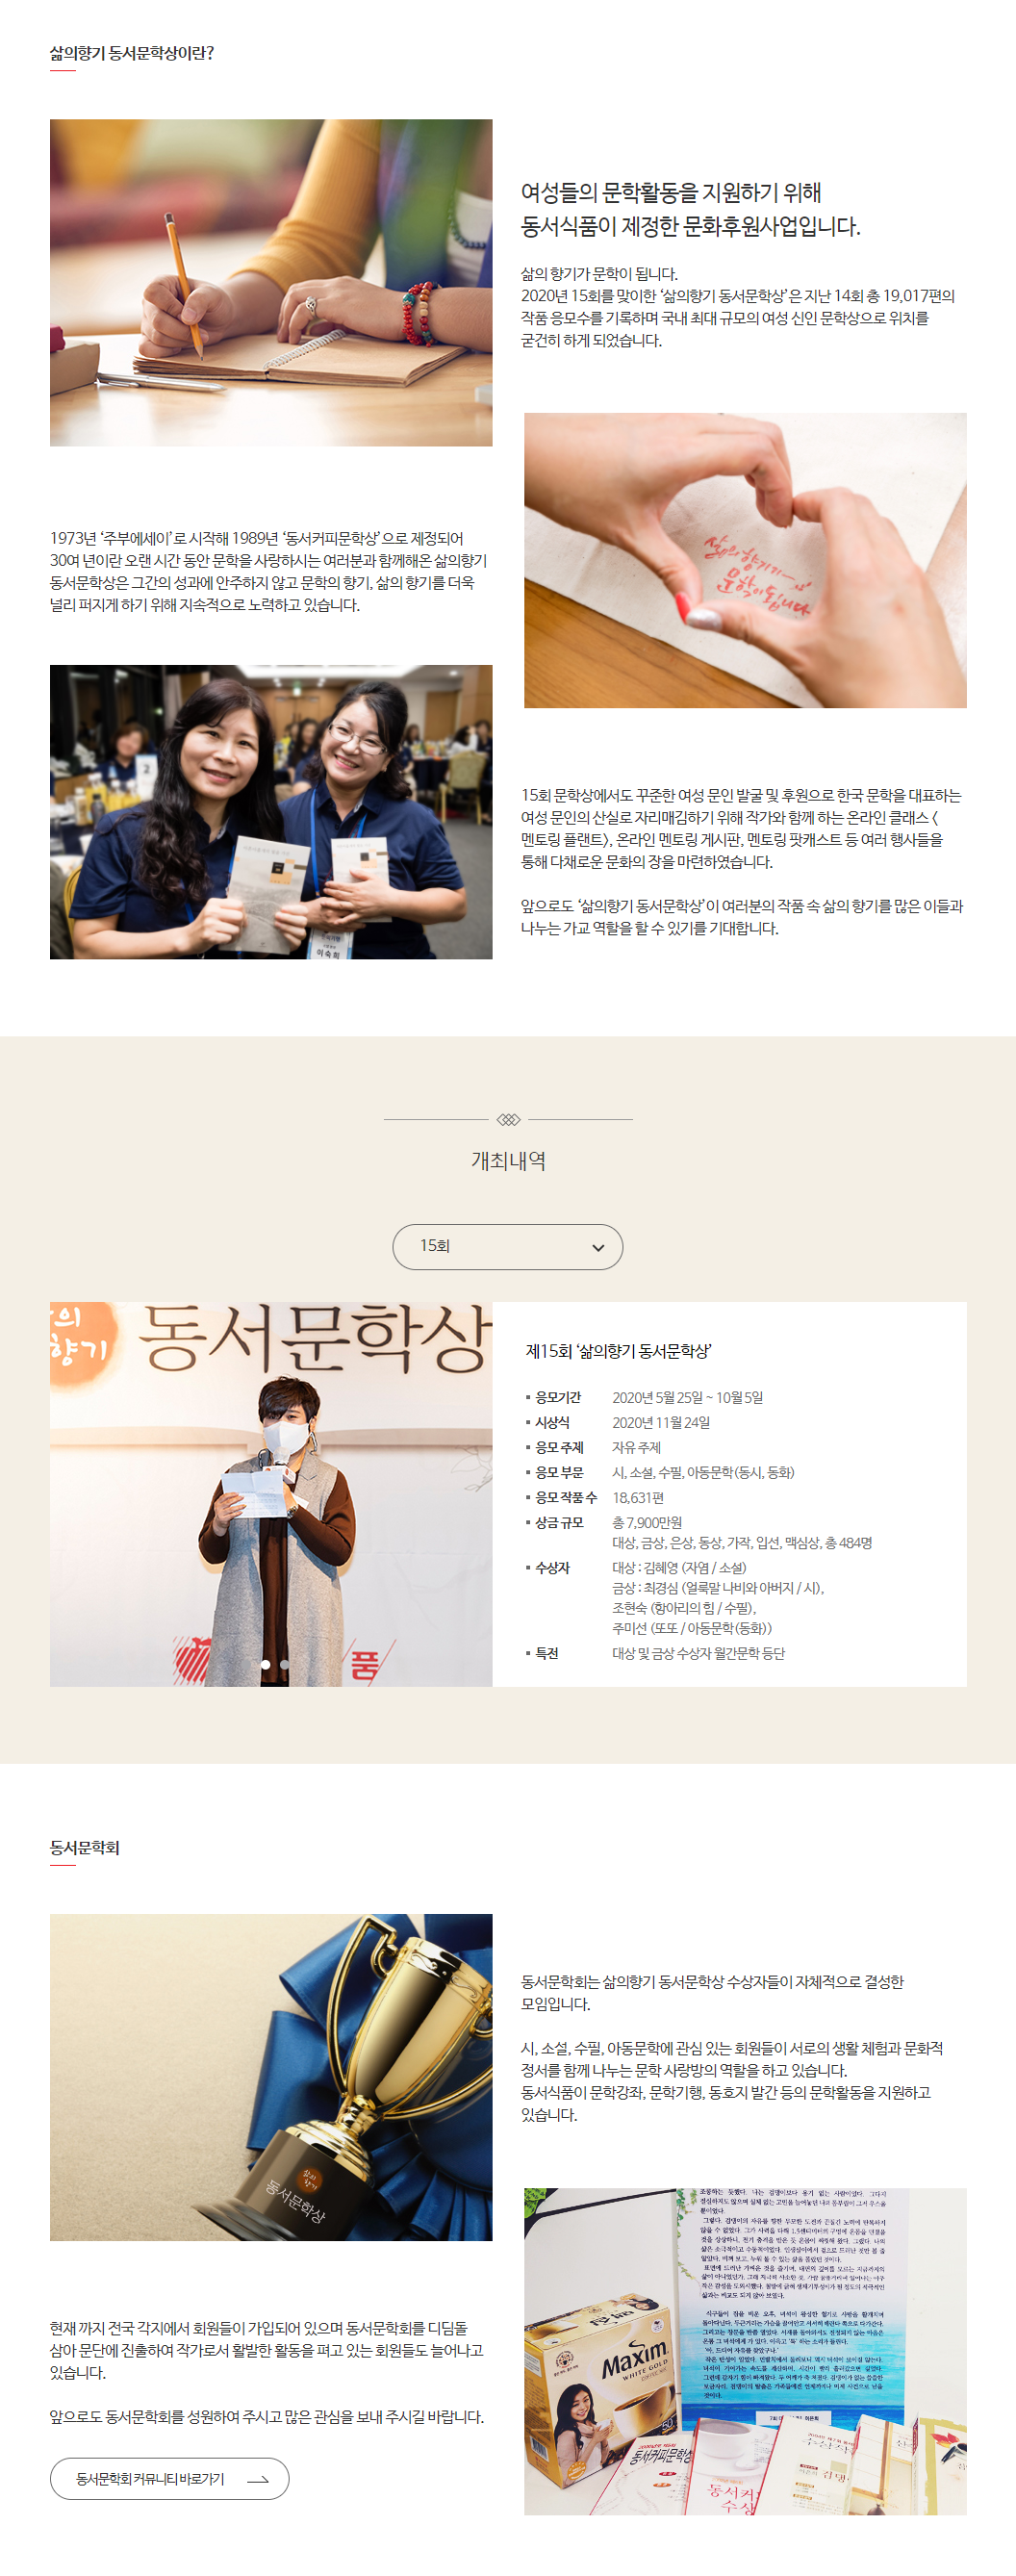 삶의향기 동서문학상이란?
여성들의 문학활동을 지원하기 위해
동서식품이 제정한 문화후원사업입니다.
삶의 향기가 문학이 됩니다.
2020년 15회를 맞이한 ‘삶의향기 동서문학상’은 지난 14회 총 19,017편의
작품 응모수를 기록하며 국내 최대 규모의 여성 신인 문학상으로 위치를
굳건히 하게 되었습니다.
삶의 향기가
문학이 됩니다
1973년 ‘주부에세이’로 시작해 1989년 ‘동서커피문학상’으로 제정되어
30여 년이란 오랜 시간 동안 문학을 사랑하시는 여러분과 함께해온 삶의향기
동서문학상은 그간의 성과에 안주하지 않고 문학의 향기, 삶의 향기를 더욱
널리 퍼지게 하기 위해 지속적으로 노력하고 있습니다.
2
이숙희
15회 문학상에서도 꾸준한 여성 문인 발굴 및 후원으로 한국 문학을 대표하는
여성 문인의 산실로 자리매김하기 위해 작가와 함께 하는 온라인 클래스 <
멘토링 플랜트>, 온라인 멘토링 게시판, 멘토링 팟캐스트 등 여러 행사들을
통해 다채로운 문화의 장을 마련하였습니다.
앞으로도 ‘삶의향기 동서문학상’이 여러분의 작품 속 삶의 향기를 많은 이들과
나누는 가교 역할을 할 수 있기를 기대합니다.
개최내역
15회
의
향기
동서문학상
품
제15회 ‘삶의향기 동서문학상’
응모기간 2020년 5월 25일 ~ 10월 5일
시상식 2020년 11월 24일
응모 주제 자유 주제
응모 부문 시, 소설, 수필, 아동문학(동시, 동화)
응모 작품 수 18,631편
상금 규모 총 7,900만원
대상, 금상, 은상, 동상, 가작, 입선, 맥심상, 총 484명
수상자 대상 : 김혜영 (자염 / 소설)
금상 : 최경심 (얼룩말 나비와 아버지 / 시),
조현숙 (항아리의 힘 / 수필),
주미선 (또또 / 아동문학(동화))
특전 대상 및 금상 수상자 월간문학 등단
동서문학회
삶의
향기
동서문학상
동서문학회는 삶의향기 동서문학상 수상자들이 자체적으로 결성한
모임입니다.
시, 소설, 수필, 아동문학에 관심 있는 회원들이 서로의 생활 체험과 문화적
정서를 함께 나누는 문학 사랑방의 역할을 하고 있습니다.
동서식품이 문학강좌, 문학기행, 동호지 발간 등의 문학활동을 지원하고
있습니다.
Maxim
WHITE GOLD
동서커피문학상
동서커
수상
현재 까지 전국 각지에서 회원들이 가입되어 있으며 동서문학회를 디딤돌
삼아 문단에 진출하여 작가로서 활발한 활동을 펴고 있는 회원들도 늘어나고
있습니다.
앞으로도 동서문학회를 성원하여 주시고 많은 관심을 보내 주시길 바랍니다.
동서문학회 커뮤니티 바로가기